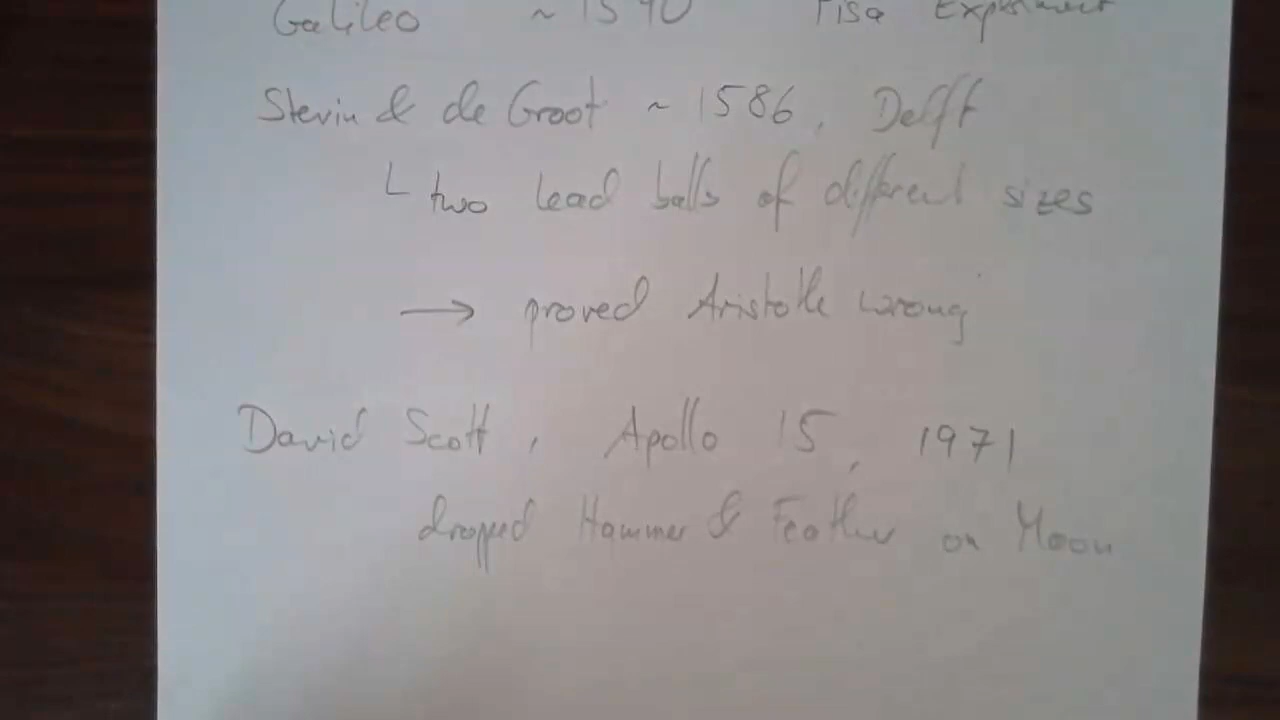 Galileo ~ 1590 Pisa Experiment
Stevin & de Groot ~ 1586, Delft
└ two lead balls of different sizes
→ proved Aristotle wrong
David Scott, Apollo 15, 1971
dropped Hammer & Feather on Moon